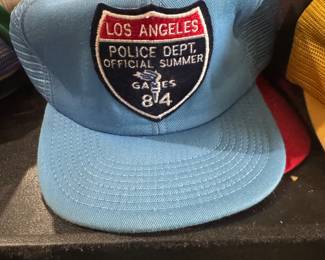 LOS ANGELES
POLICE DEPT.
OFFICIAL SUMMER
GAMES
84